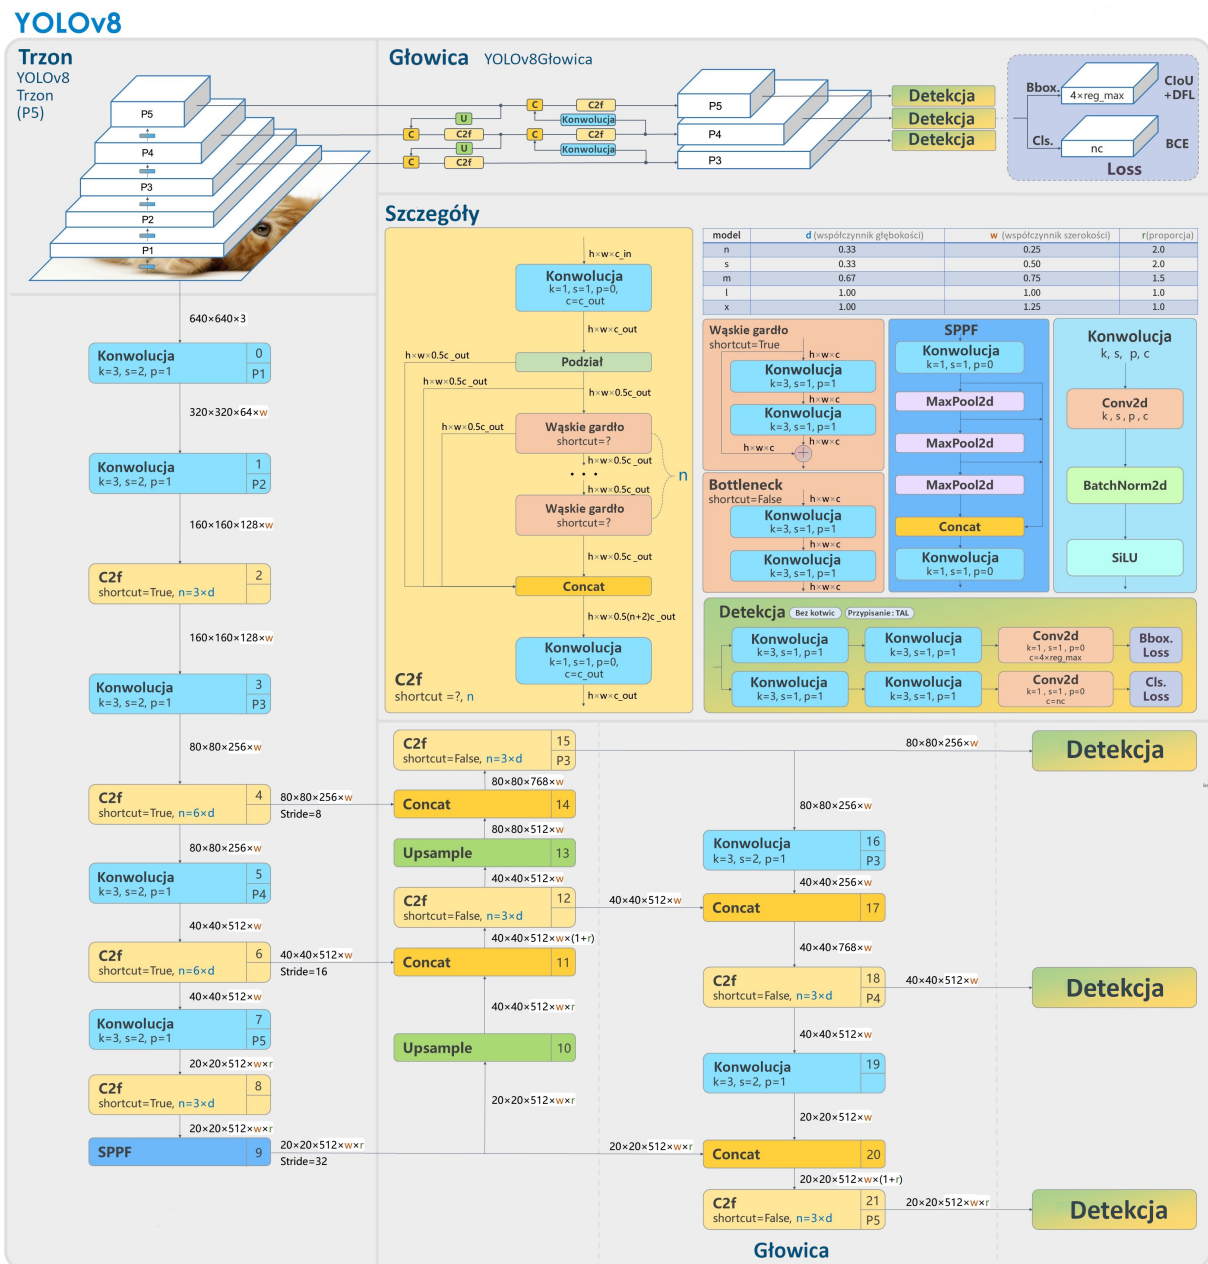 YOLOv8
Trzon
YOLOv8
Trzon
(P5)
P5
P4
P3
P2
P1
Głowica YOLOv8Głowica
C
C2f
U
Konwolucja
C
C2f
C
C2f
U
Konwolucja
C
C2f
P5
P4
P3
Detekcja
Detekcja
Detekcja
Bbox.
4×reg_max
CIoU
+DFL
Cls.
nc
BCE
Loss
640×640×3
Konwolucja 0
k=3, s=2, p=1 P1
320×320×64×w
Konwolucja 1
k=3, s=2, p=1 P2
160×160×128×w
C2f 2
shortcut=True, n=3×d
160×160×128×w
Konwolucja 3
k=3, s=2, p=1 P3
80×80×256×w
C2f 4
shortcut=True, n=6×d
80×80×256×w
Stride=8
80×80×256×w
Konwolucja 5
k=3, s=2, p=1 P4
40×40×512×w
C2f 6
shortcut=True, n=6×d
40×40×512×w
Stride=16
40×40×512×w
Konwolucja 7
k=3, s=2, p=1 P5
20×20×512×w×r
C2f 8
shortcut=True, n=3×d
20×20×512×w×r
SPPF 9
20×20×512×w×r
Stride=32
Szczegóły
h×w×c_in
Konwolucja
k=1, s=1, p=0,
c=c_out
h×w×c_out
h×w×0.5c_out
Podział
h×w×0.5c_out
h×w×0.5c_out
h×w×0.5c_out
Wąskie gardło
shortcut=?
h×w×0.5c_out
• • •
h×w×0.5c_out
n
Wąskie gardło
shortcut=?
h×w×0.5c_out
Concat
h×w×0.5(n+2)c_out
Konwolucja
k=1, s=1, p=0,
c=c_out
h×w×c_out
C2f
shortcut =?, n
model d (współczynnik głębokości) w (współczynnik szerokości) r(proporcja)
n 0.33 0.25 2.0
s 0.33 0.50 2.0
m 0.67 0.75 1.5
l 1.00 1.00 1.0
x 1.00 1.25 1.0
Wąskie gardło
shortcut=True
h×w×c
Konwolucja
k=3, s=1, p=1
h×w×c
Konwolucja
k=3, s=1, p=1
h×w×c
h×w×c
+
Bottleneck
shortcut=False
h×w×c
Konwolucja
k=3, s=1, p=1
h×w×c
Konwolucja
k=3, s=1, p=1
h×w×c
SPPF
Konwolucja
k=1, s=1, p=0
MaxPool2d
MaxPool2d
MaxPool2d
Concat
Konwolucja
k=1, s=1, p=0
Konwolucja
k, s, p, c
Conv2d
k, s, p, c
BatchNorm2d
SiLU
Detekcja Bez kotwic Przypisanie: TAL
Konwolucja
k=3, s=1, p=1
Konwolucja
k=3, s=1, p=1
Conv2d
k=1, s=1, p=0
c=4×reg_max
Bbox.
Loss
Konwolucja
k=3, s=1, p=1
Konwolucja
k=3, s=1, p=1
Conv2d
k=1, s=1, p=0
c=nc
Cls.
Loss
C2f 15
shortcut=False, n=3×d P3
80×80×768×w
Concat 14
80×80×512×w
Upsample 13
40×40×512×w
C2f 12
shortcut=False, n=3×d
40×40×512×w
40×40×512×w×(1+r)
Concat 11
40×40×512×w×r
Upsample 10
20×20×512×w×r
80×80×256×w
Detekcja
80×80×256×w
Konwolucja 16
k=3, s=2, p=1 P3
40×40×256×w
Concat 17
40×40×768×w
C2f 18
shortcut=False, n=3×d P4
40×40×512×w
Detekcja
40×40×512×w
Konwolucja 19
k=3, s=2, p=1
20×20×512×w
20×20×512×w×r
Concat 20
20×20×512×w×(1+r)
C2f 21
shortcut=False, n=3×d P5
20×20×512×w×r
Detekcja
Głowica